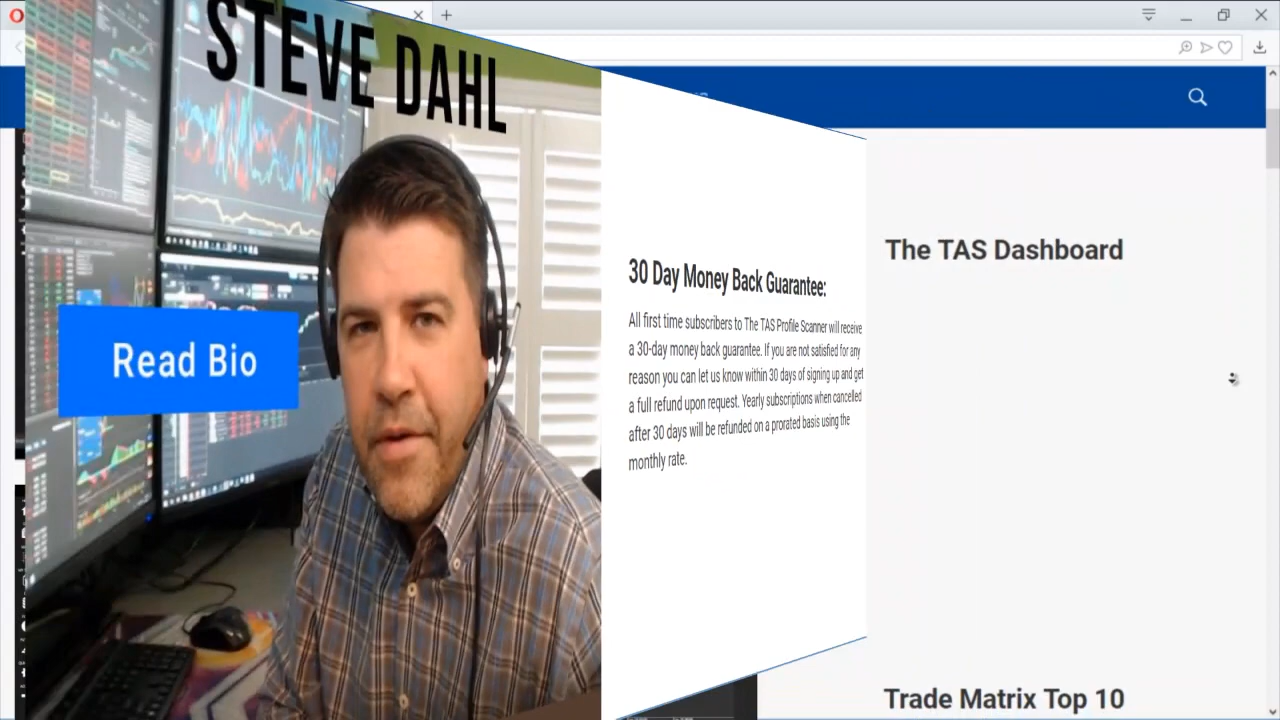 STEVE DAHL
Read Bio
30 Day Money Back Guarantee:
All first time subscribers to The TAS Profile Scanner will receive
a 30-day money back guarantee. If you are not satisfied for any
reason you can let us know within 30 days of signing up and get
a full refund upon request. Yearly subscriptions when cancelled
after 30 days will be refunded on a prorated basis using the
monthly rate.
The TAS Dashboard
Trade Matrix Top 10